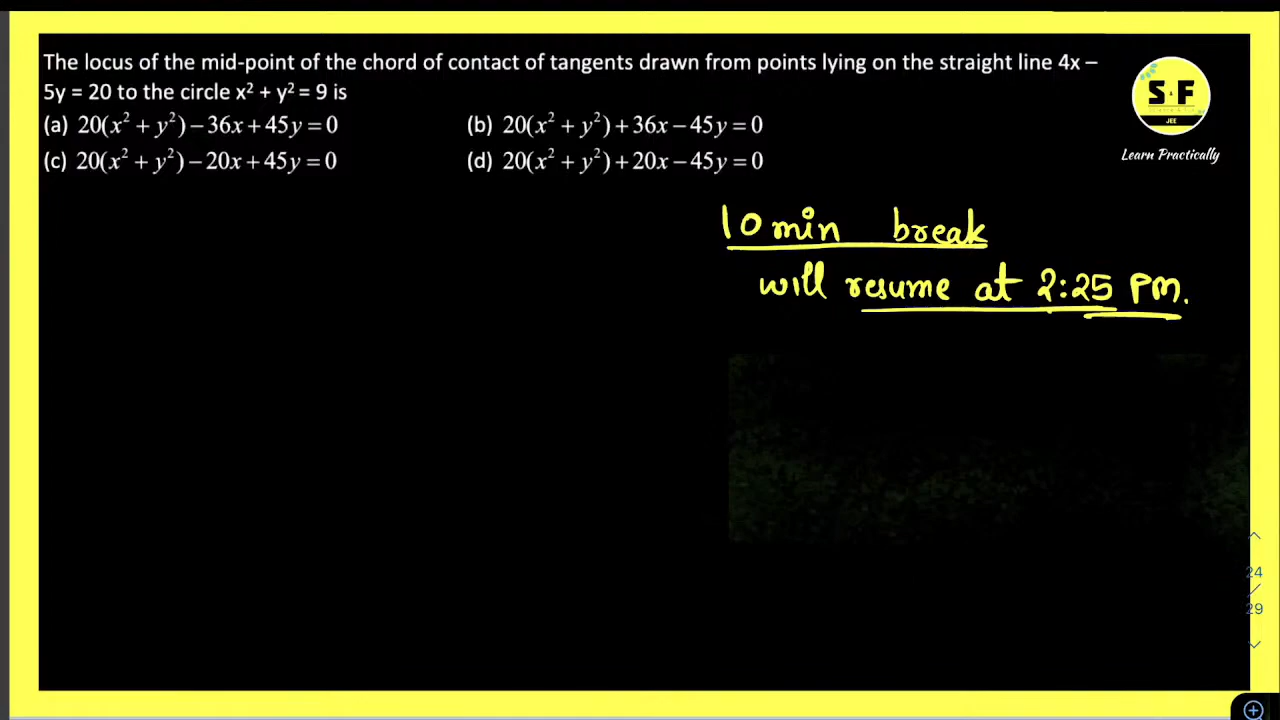 The locus of the mid-point of the chord of contact of tangents drawn from points lying on the straight line 4x –
5y = 20 to the circle x² + y² = 9 is
(a) 20(x² + y²) – 36x + 45y = 0 (b) 20(x² + y²) + 36x – 45y = 0
(c) 20(x² + y²) – 20x + 45y = 0 (d) 20(x² + y²) + 20x – 45y = 0
S & F
JEE
Learn Practically
10 min break
will resume at 2:25 PM.
24
29